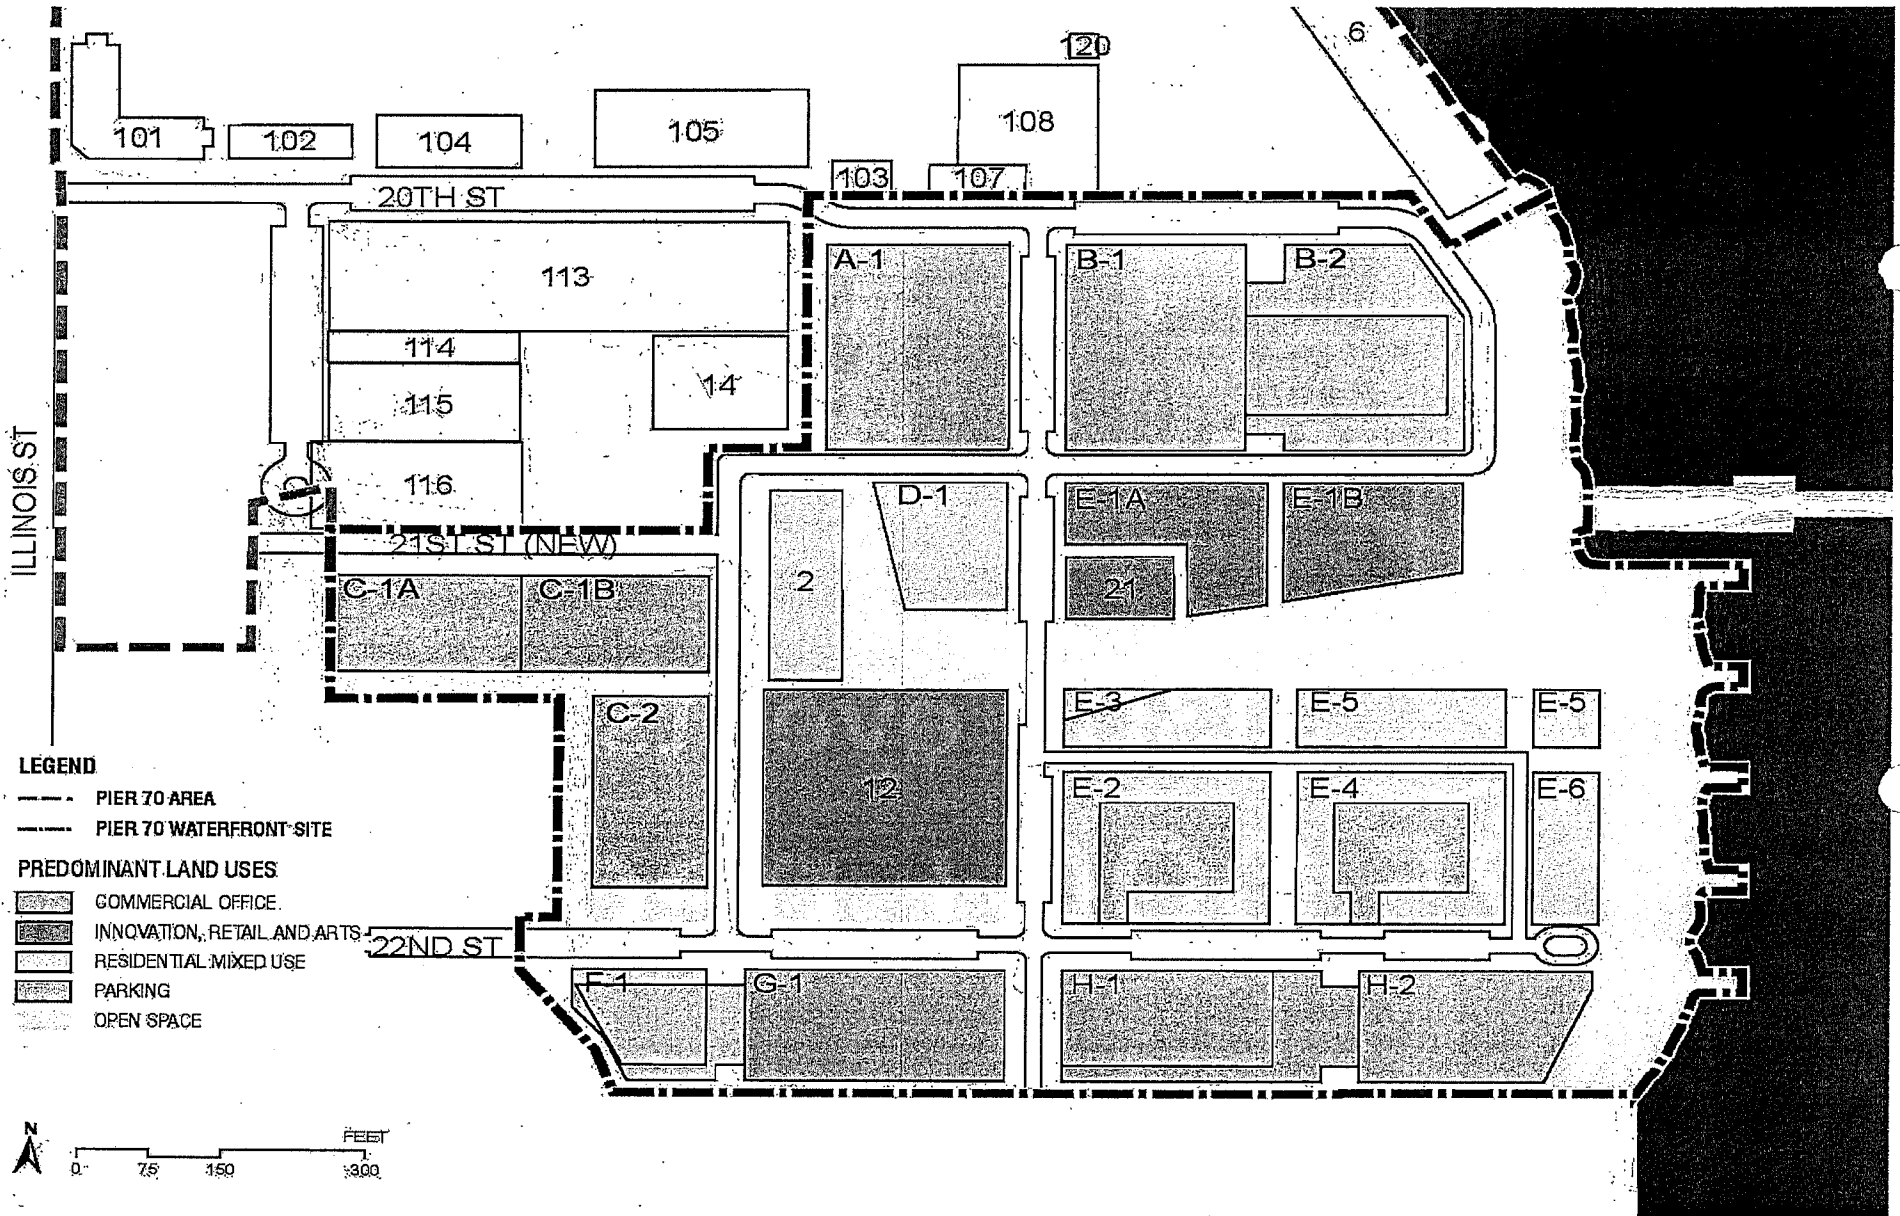 6
120
101
102
104
105
108
103
107
20TH ST
113
114
115
14
116
A-1
B-1
B-2
ILLINOIS ST
21ST ST (NEW)
C-1A
C-1B
2
D-1
E-1A
E-1B
21
C-2
12
E-3
E-5
E-5
E-2
E-4
E-6
22ND ST
F-1
G-1
H-1
H-2
LEGEND
PIER 70 AREA
PIER 70 WATERFRONT SITE
PREDOMINANT LAND USES
COMMERCIAL OFFICE
INNOVATION, RETAIL AND ARTS
RESIDENTIAL MIXED USE
PARKING
OPEN SPACE
N
FEET
0 75 150 300